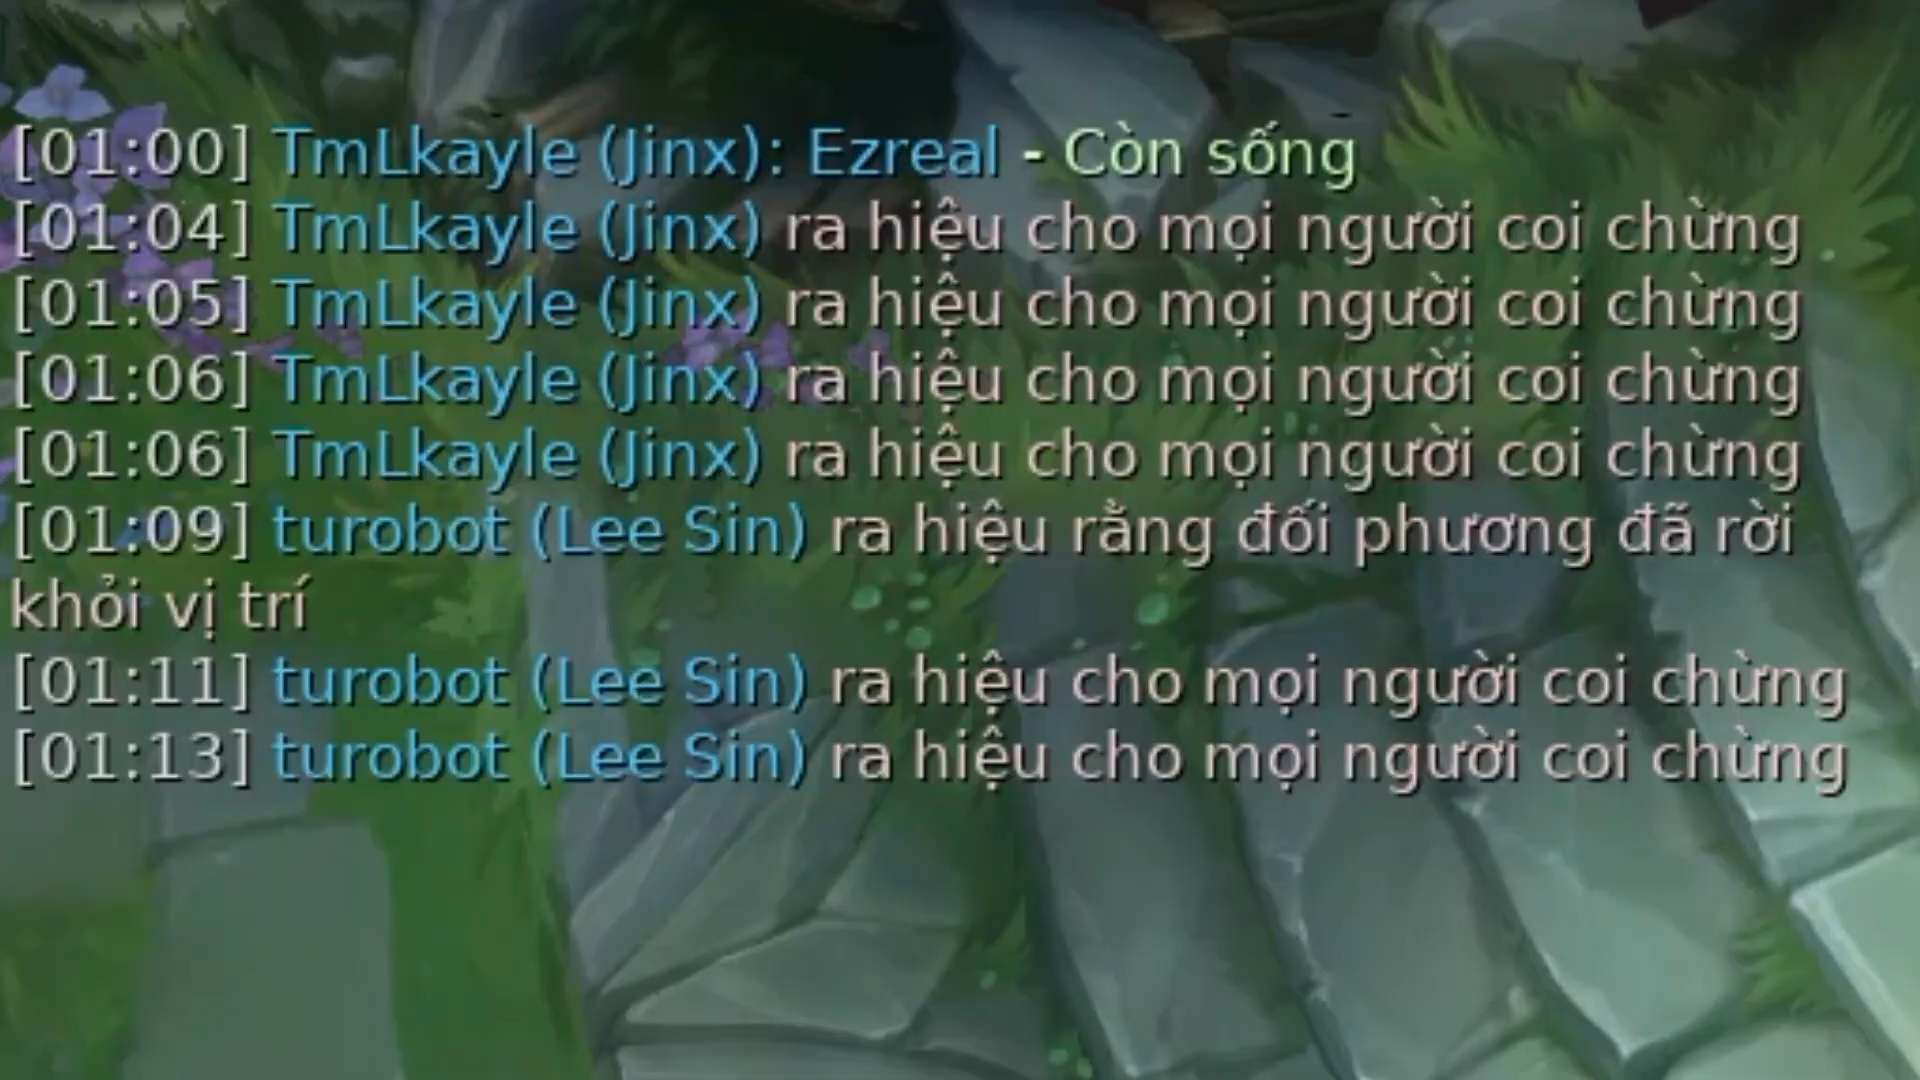 [01:00] TmLkayle (Jinx): Ezreal - Còn sống
[01:04] TmLkayle (Jinx) ra hiệu cho mọi người coi chừng
[01:05] TmLkayle (Jinx) ra hiệu cho mọi người coi chừng
[01:06] TmLkayle (Jinx) ra hiệu cho mọi người coi chừng
[01:06] TmLkayle (Jinx) ra hiệu cho mọi người coi chừng
[01:09] turobot (Lee Sin) ra hiệu rằng đối phương đã rời
khỏi vị trí
[01:11] turobot (Lee Sin) ra hiệu cho mọi người coi chừng
[01:13] turobot (Lee Sin) ra hiệu cho mọi người coi chừng